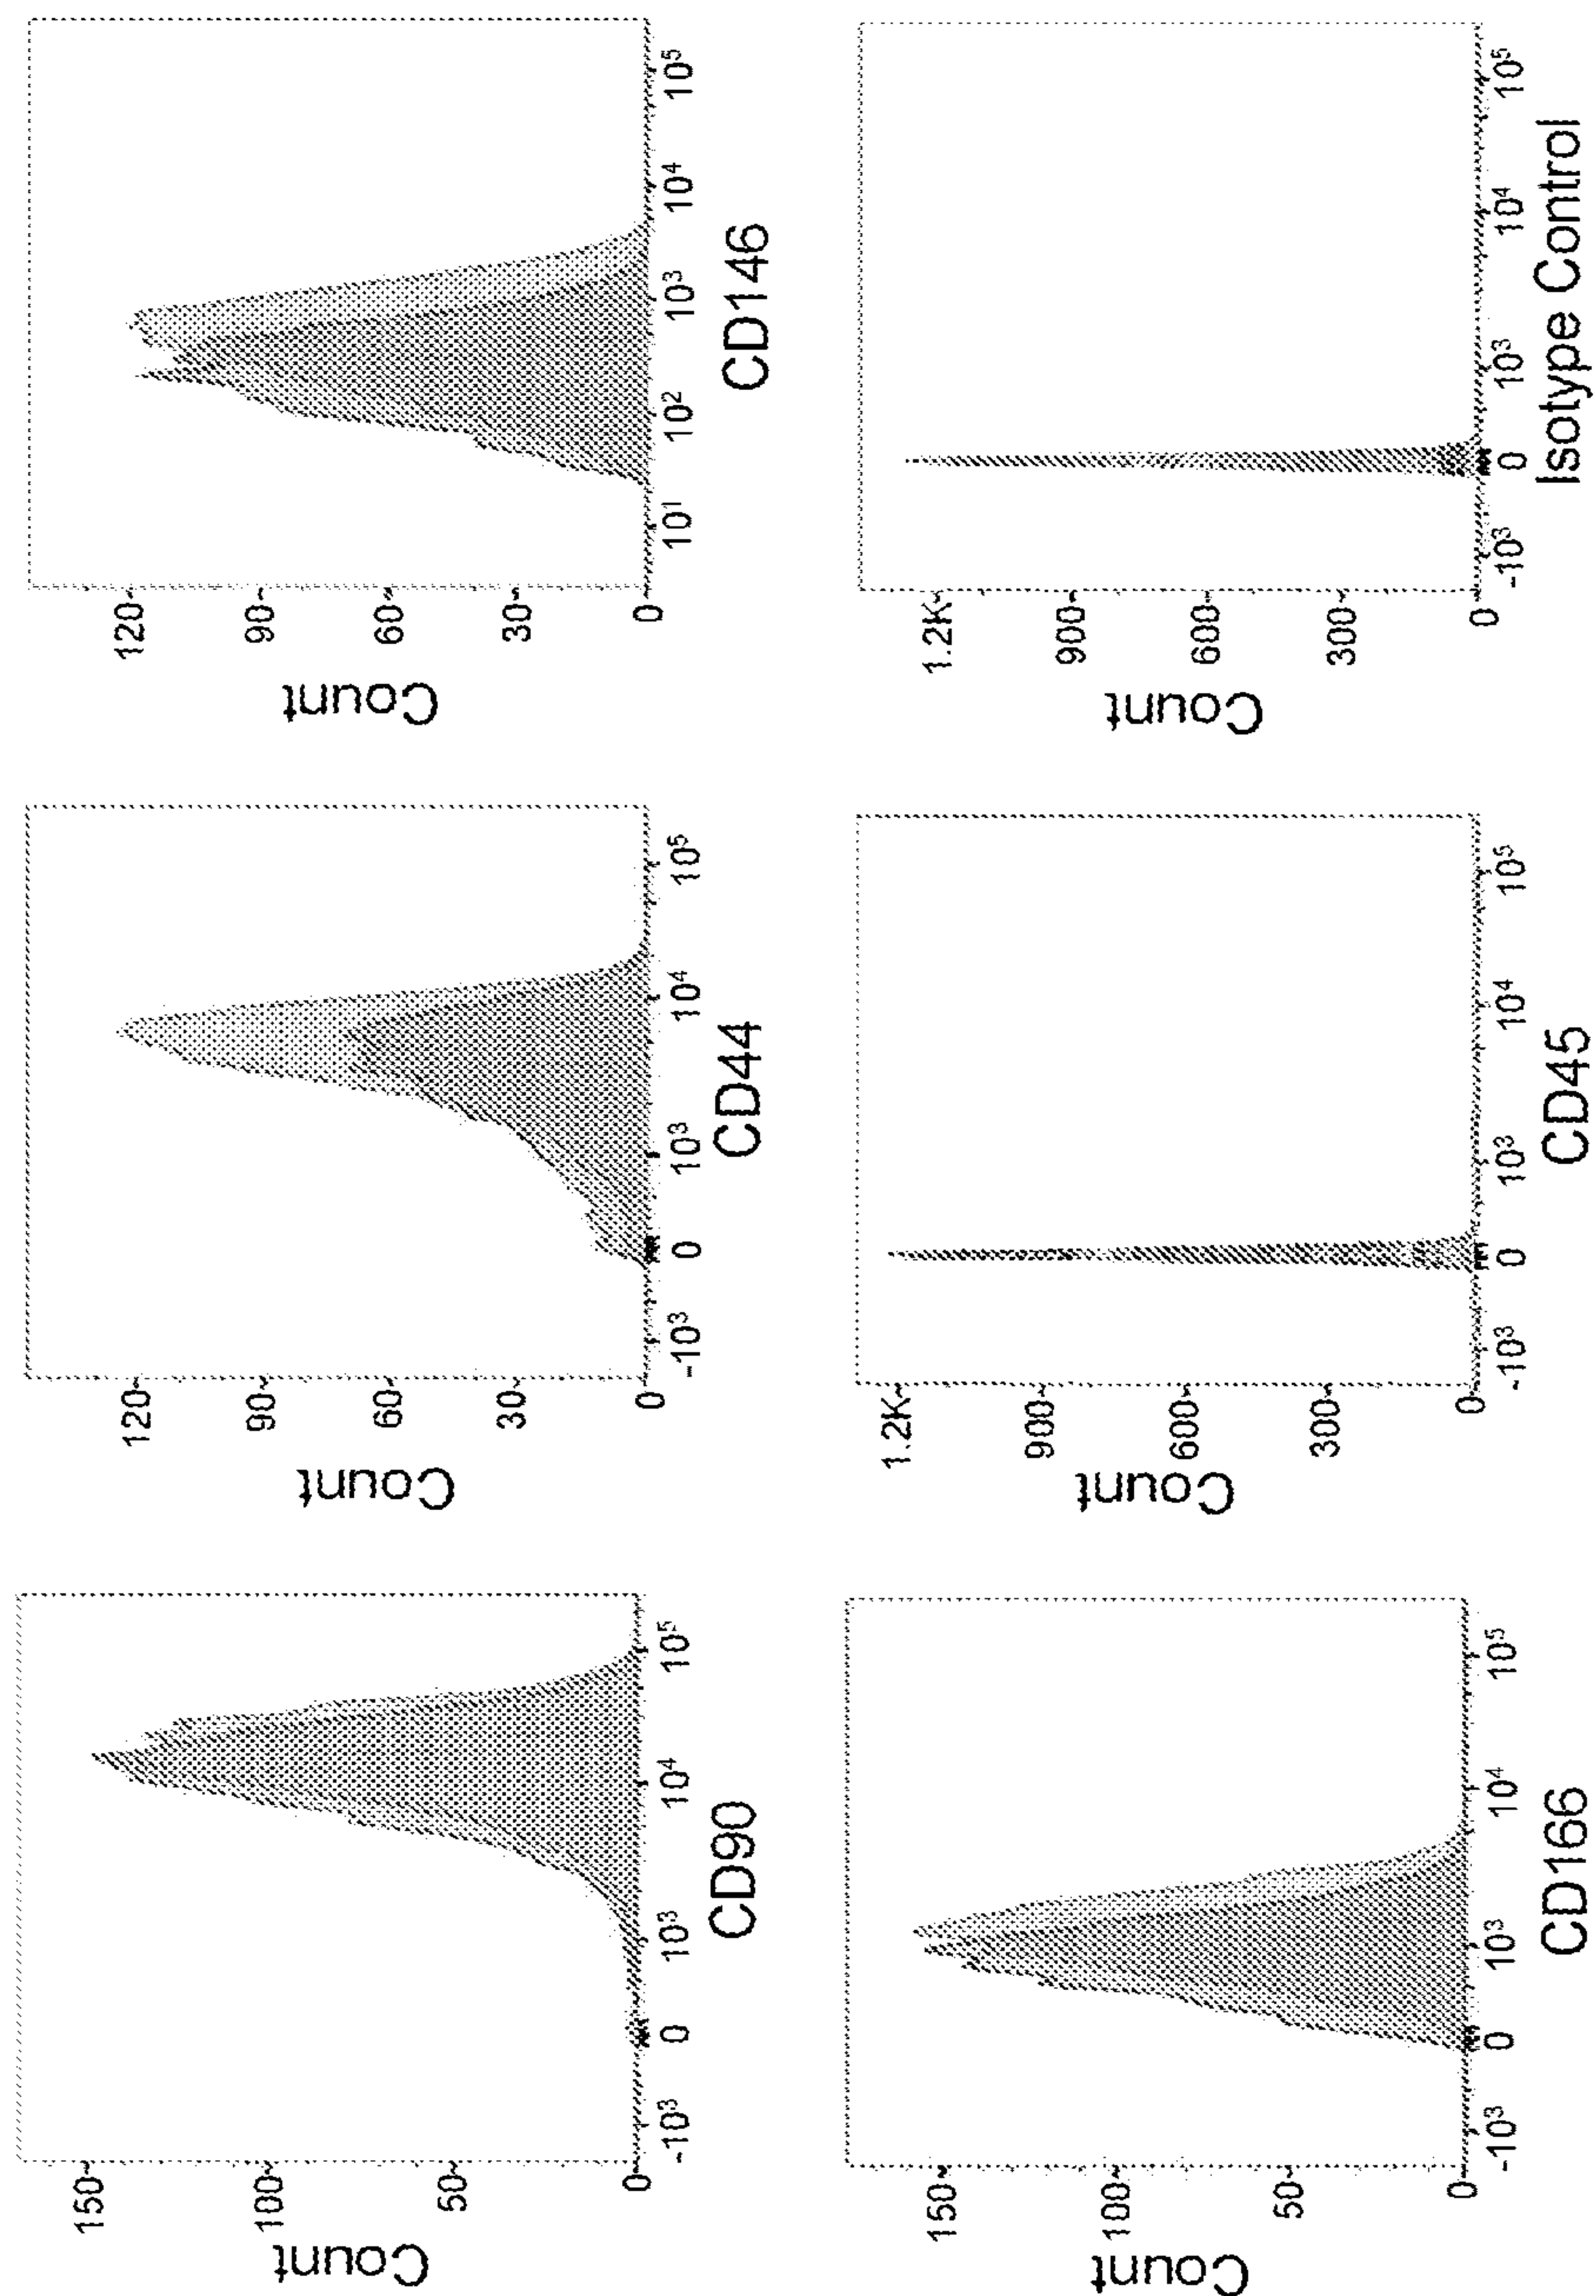 Count
150
100
50
0
-10³ 0 10³ 10⁴ 10⁵
CD90
Count
120
90
60
30
0
-10³ 0 10³ 10⁴ 10⁵
CD44
Count
120
90
60
30
0
10¹ 10² 10³ 10⁴ 10⁵
CD146
Count
150
100
50
0
-10³ 0 10³ 10⁴ 10⁵
CD166
Count
1.2K
900
600
300
0
-10³ 0 10³ 10⁴ 10⁵
CD45
Count
1.2K
900
600
300
0
-10³ 0 10³ 10⁴ 10⁵
Isotype Control